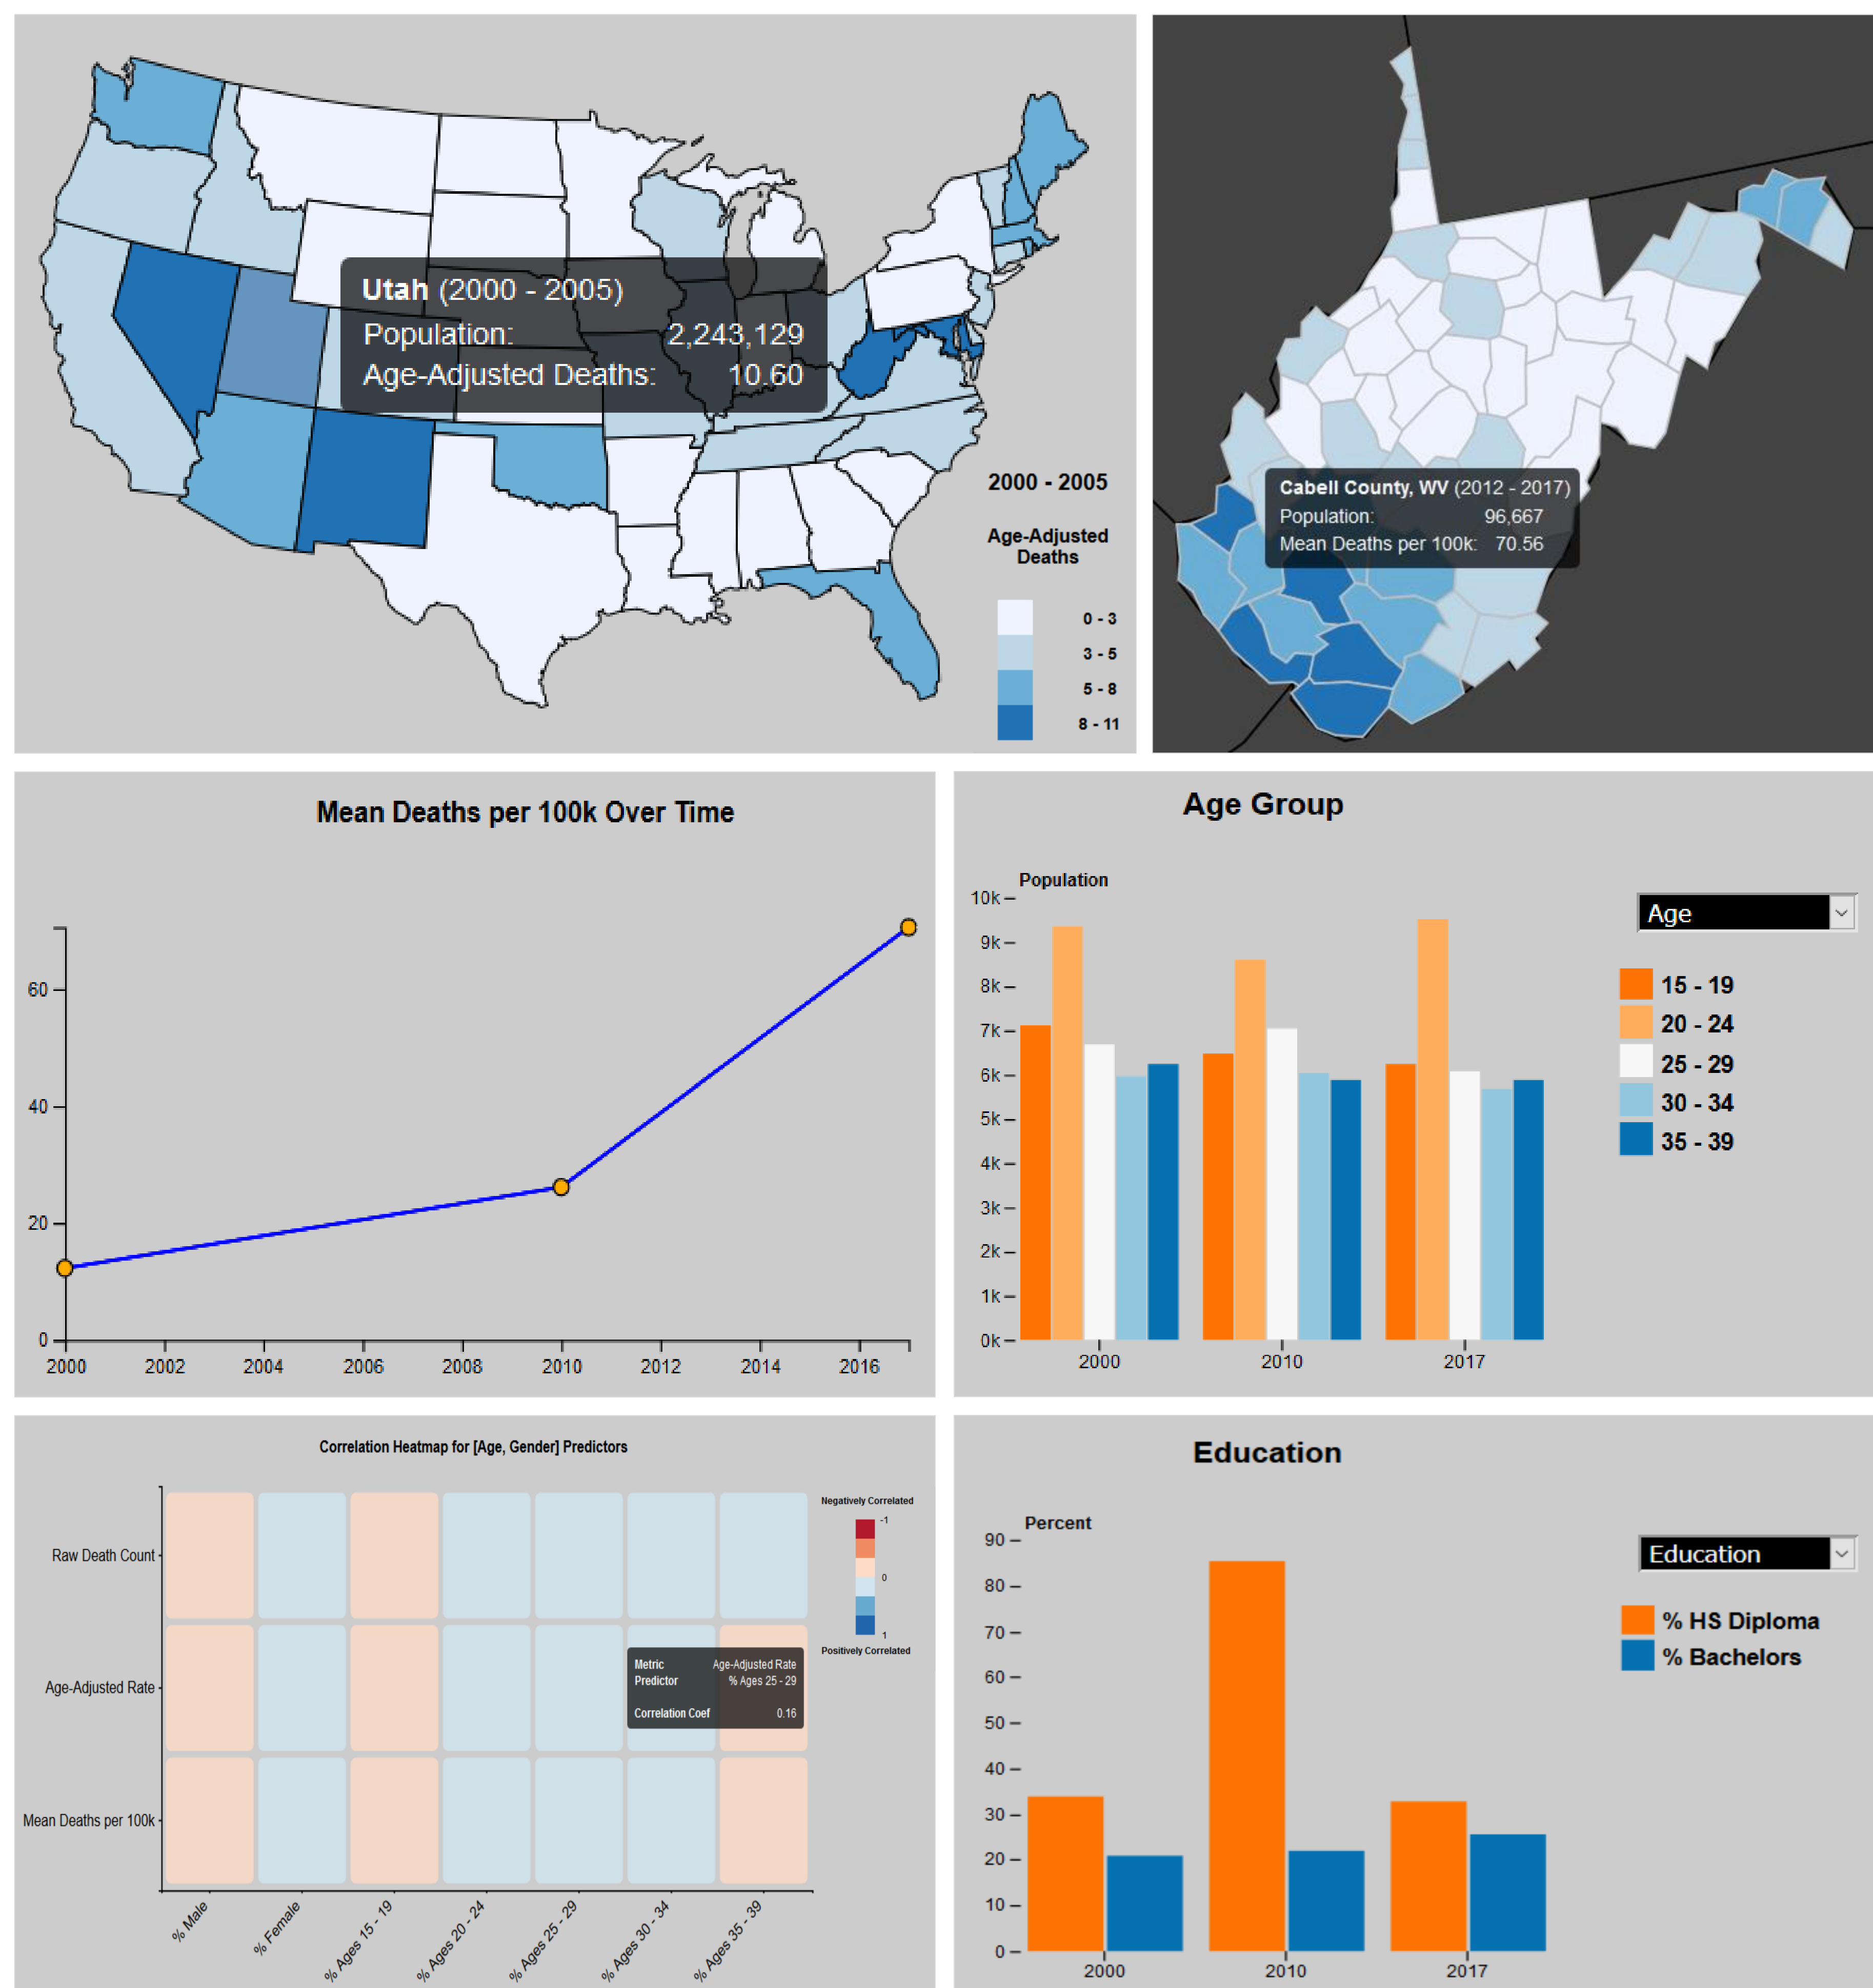 Utah (2000 - 2005)
Population: 2,243,129
Age-Adjusted Deaths: 10.60
2000 - 2005
Age-Adjusted
Deaths
0 - 3
3 - 5
5 - 8
8 - 11
Cabell County, WV (2012 - 2017)
Population: 96,667
Mean Deaths per 100k: 70.56
Mean Deaths per 100k Over Time
60
40
20
0
2000 2002 2004 2006 2008 2010 2012 2014 2016
Age Group
Population
10k
9k
8k
7k
6k
5k
4k
3k
2k
1k
0k
2000 2010 2017
Age
15 - 19
20 - 24
25 - 29
30 - 34
35 - 39
Correlation Heatmap for [Age, Gender] Predictors
Raw Death Count
Age-Adjusted Rate
Mean Deaths per 100k
% Male
% Female
% Ages 15 - 19
% Ages 20 - 24
% Ages 25 - 29
% Ages 30 - 34
% Ages 35 - 39
Negatively Correlated
-1
0
1
Positively Correlated
Metric Age-Adjusted Rate
Predictor % Ages 25 - 29
Correlation Coef 0.16
Education
Percent
90
80
70
60
50
40
30
20
10
0
2000 2010 2017
Education
% HS Diploma
% Bachelors